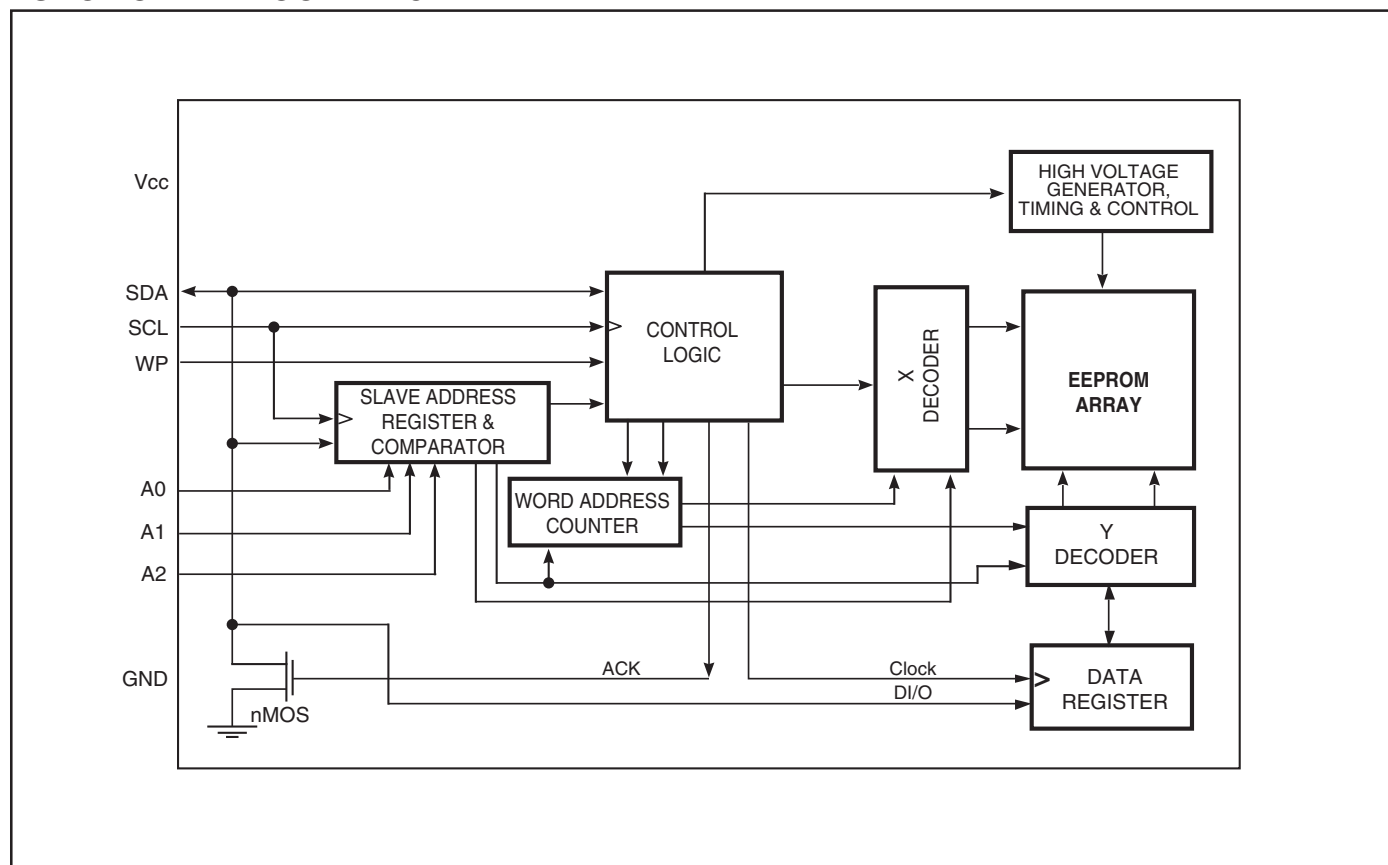 HIGH VOLTAGE
GENERATOR,
TIMING & CONTROL
Vcc
SDA
SCL
WP
A0
A1
A2
GND
CONTROL
LOGIC
X
DECODER
EEPROM
ARRAY
SLAVE ADDRESS
REGISTER &
COMPARATOR
WORD ADDRESS
COUNTER
Y
DECODER
ACK
Clock
DI/O
DATA
REGISTER
nMOS